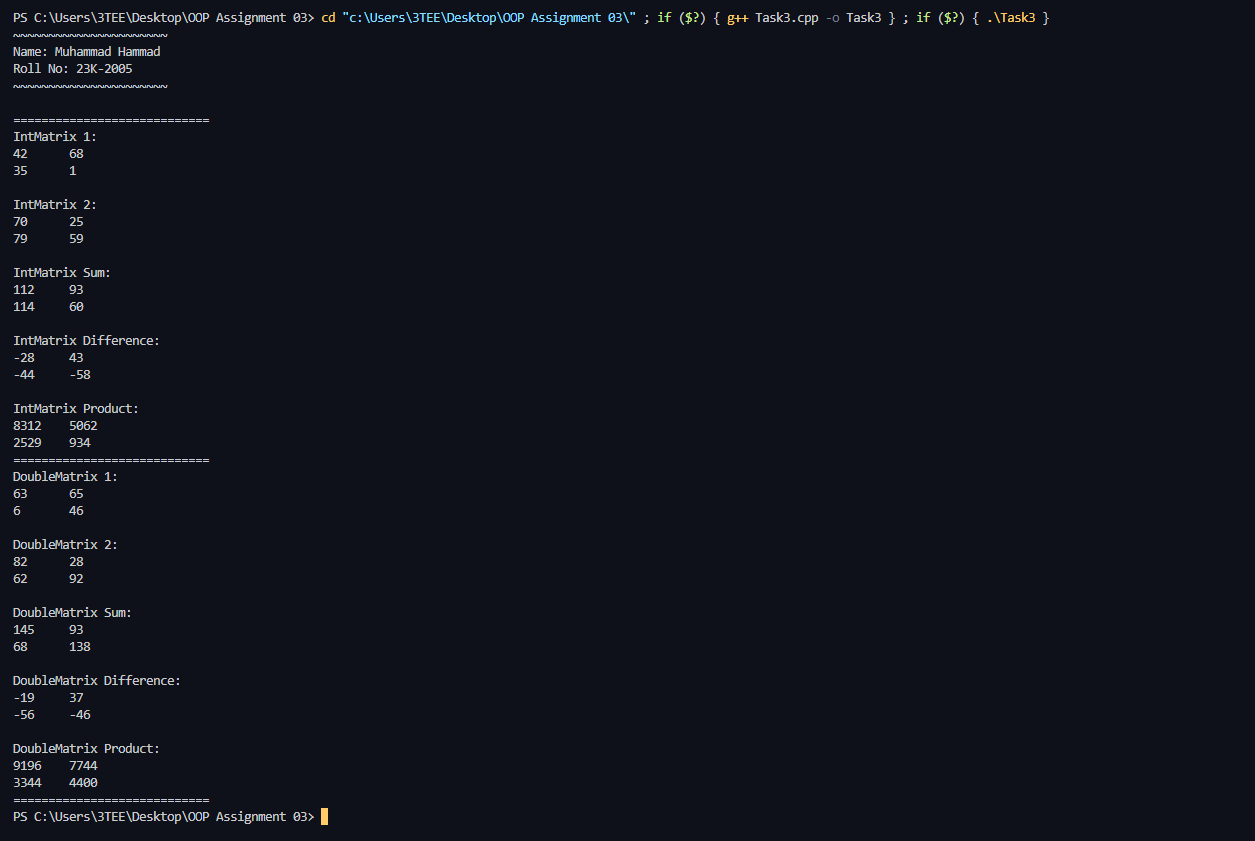 PS C:\Users\3TEE\Desktop\OOP Assignment 03> cd "c:\Users\3TEE\Desktop\OOP Assignment 03\" ; if ($?) { g++ Task3.cpp -o Task3 } ; if ($?) { .\Task3 }
~~~~~~~~~~~~~~~~~~~~~~
Name: Muhammad Hammad
Roll No: 23K-2005
~~~~~~~~~~~~~~~~~~~~~~
============================
IntMatrix 1:
42      68
35      1
IntMatrix 2:
70      25
79      59
IntMatrix Sum:
112     93
114     60
IntMatrix Difference:
-28     43
-44     -58
IntMatrix Product:
8312    5062
2529    934
============================
DoubleMatrix 1:
63      65
6       46
DoubleMatrix 2:
82      28
62      92
DoubleMatrix Sum:
145     93
68      138
DoubleMatrix Difference:
-19     37
-56     -46
DoubleMatrix Product:
9196    7744
3344    4400
============================
PS C:\Users\3TEE\Desktop\OOP Assignment 03>